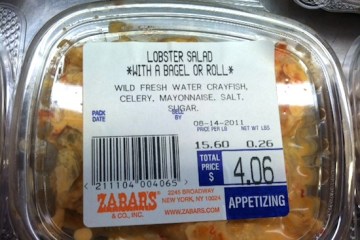 LOBSTER SALAD
*WITH A BAGEL OR ROLL*
WILD FRESH WATER CRAYFISH,
CELERY, MAYONNAISE, SALT,
SUGAR.
PACK DATE
SELL BY
08-14-2011
PRICE PER LB NET WT LBS
15.60 0.26
TOTAL PRICE $ 4.06
211104 004065
ZABARS
& CO., INC.
2245 BROADWAY
NEW YORK, NY 10024
WWW.ZABARS.COM
APPETIZING